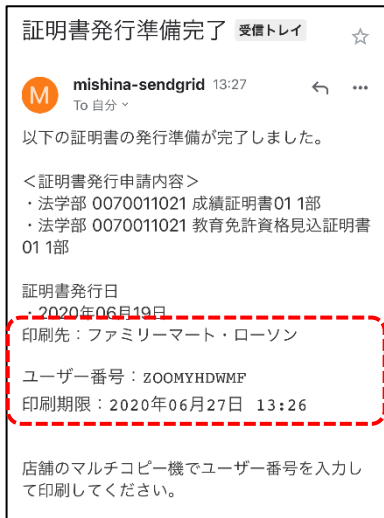 証明書発行準備完了 受信トレイ
M
mishina-sendgrid 13:27
To 自分
以下の証明書の発行準備が完了しました。
＜証明書発行申請内容＞
・法学部 0070011021 成績証明書01 1部
・法学部 0070011021 教育免許資格見込証明書
01 1部
証明書発行日
・2020年06月19日
印刷先：ファミリーマート・ローソン
ユーザー番号：ZOOMYHDWMF
印刷期限：2020年06月27日 13:26
店舗のマルチコピー機でユーザー番号を入力し
て印刷してください。